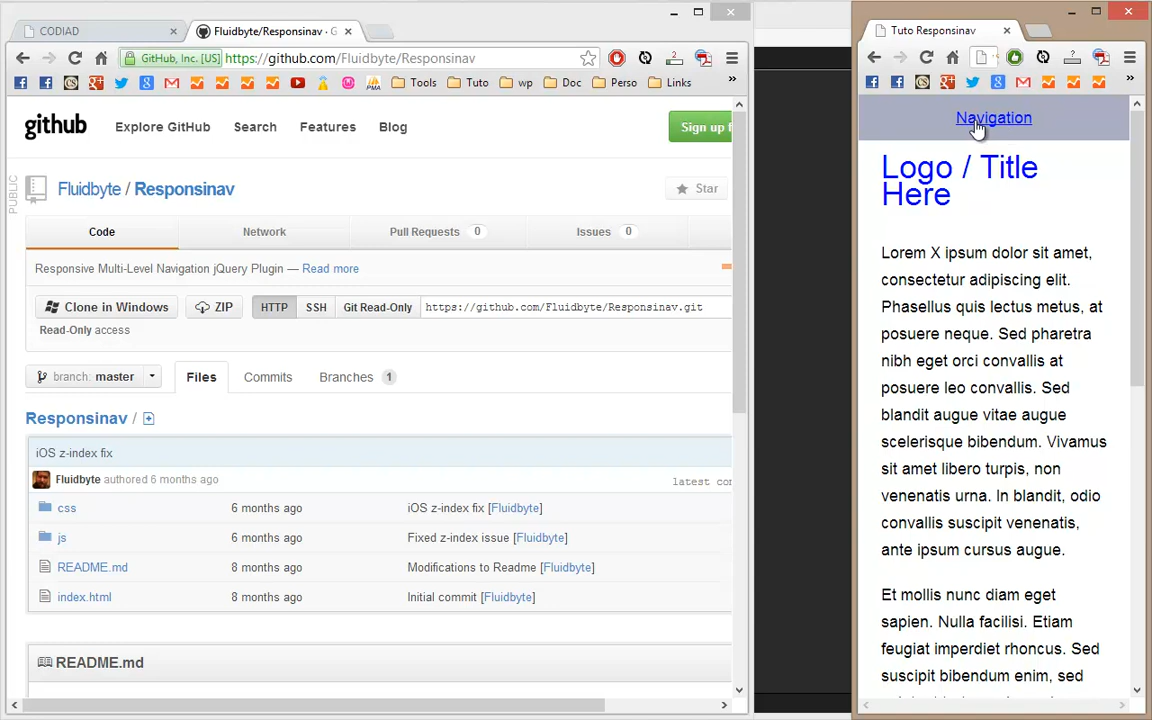 CODIAD
Fluidbyte/Responsinav · G
GitHub, Inc. [US]
https://github.com/Fluidbyte/Responsinav
Tools
Tuto
wp
Doc
Perso
Links
github
Explore GitHub
Search
Features
Blog
Sign up f
PUBLIC
Fluidbyte / Responsinav
Star
Code
Network
Pull Requests 0
Issues 0
Responsive Multi-Level Navigation jQuery Plugin — Read more
Clone in Windows
ZIP
HTTP
SSH
Git Read-Only
https://github.com/Fluidbyte/Responsinav.git
Read-Only access
branch: master
Files
Commits
Branches 1
Responsinav /
iOS z-index fix
Fluidbyte authored 6 months ago
latest co
css 6 months ago iOS z-index fix [Fluidbyte]
js 6 months ago Fixed z-index issue [Fluidbyte]
README.md 8 months ago Modifications to Readme [Fluidbyte]
index.html 8 months ago Initial commit [Fluidbyte]
README.md
Tuto Responsinav
Navigation
Logo / Title
Here
Lorem X ipsum dolor sit amet,
consectetur adipiscing elit.
Phasellus quis lectus metus, at
posuere neque. Sed pharetra
nibh eget orci convallis at
posuere leo convallis. Sed
blandit augue vitae augue
scelerisque bibendum. Vivamus
sit amet libero turpis, non
venenatis urna. In blandit, odio
convallis suscipit venenatis,
ante ipsum cursus augue.
Et mollis nunc diam eget
sapien. Nulla facilisi. Etiam
feugiat imperdiet rhoncus. Sed
suscipit bibendum enim, sed